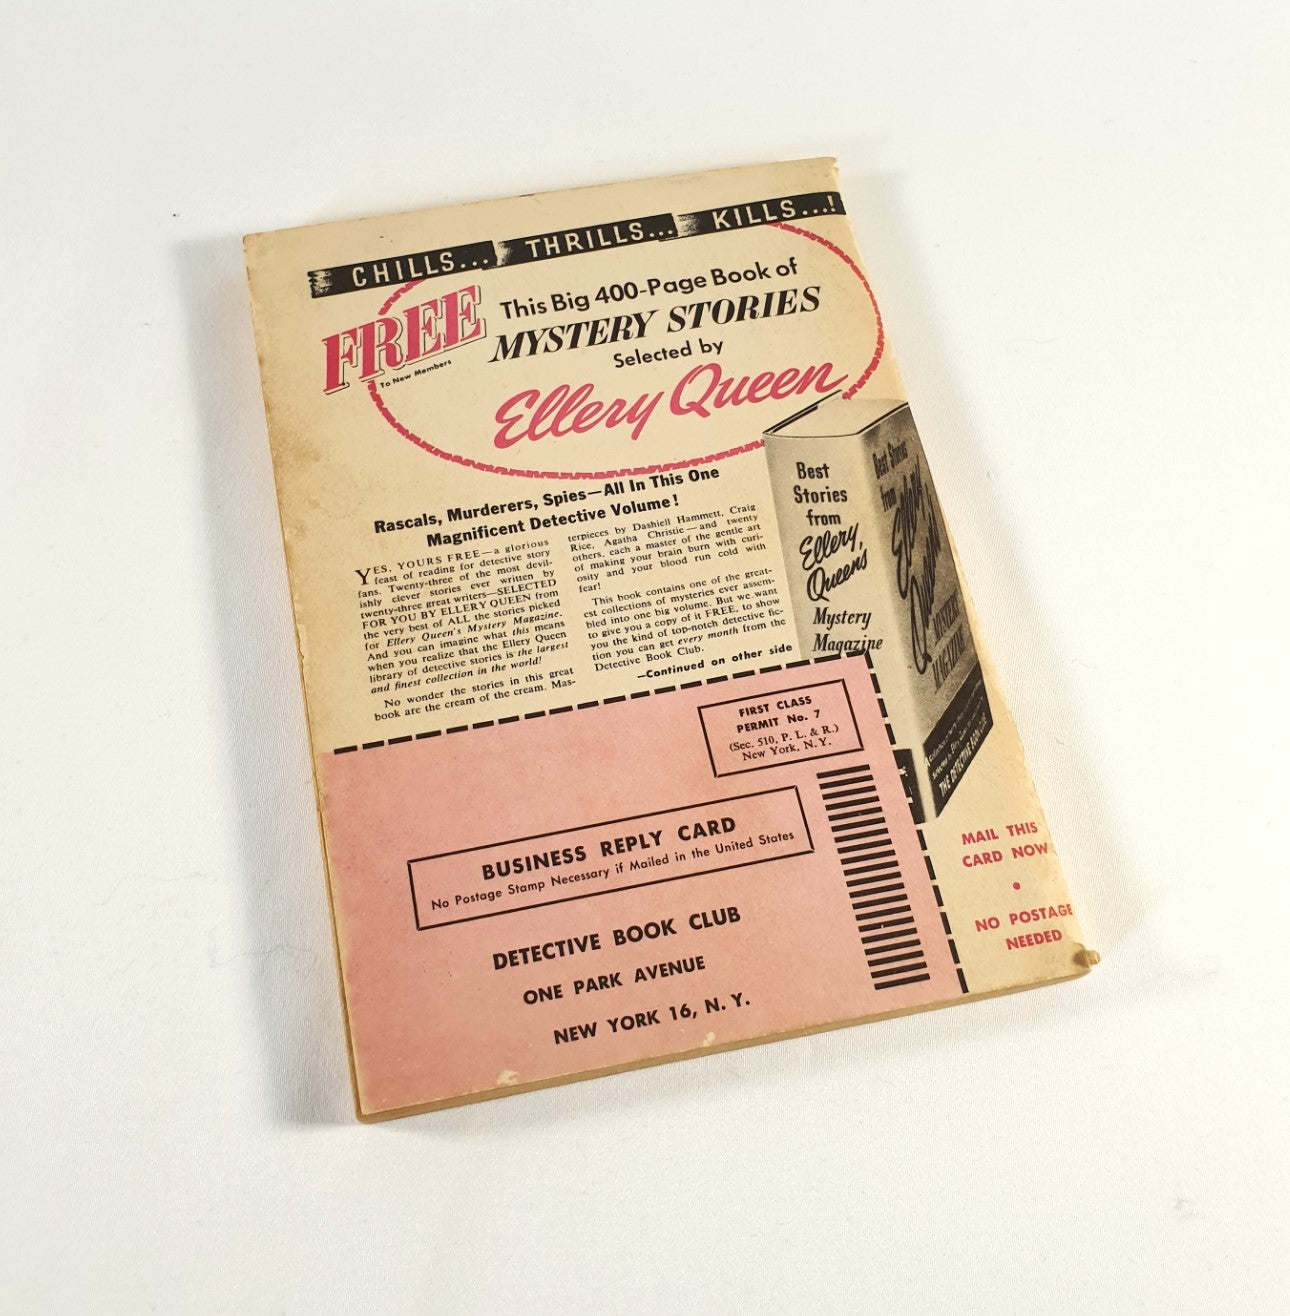 CHILLS... THRILLS... KILLS...!
FREE
To New Members
This Big 400-Page Book of
MYSTERY STORIES
Selected by
Ellery Queen
Rascals, Murderers, Spies—All In This One
Magnificent Detective Volume!
YES, YOURS FREE—a glorious
feast of reading for detective story
fans. Twenty-three of the most devil-
ishly clever stories ever written by
twenty-three great writers—SELECTED
FOR YOU BY ELLERY QUEEN from
the very best of ALL the stories picked
for Ellery Queen's Mystery Magazine.
And you can imagine what this means
when you realize that the Ellery Queen
library of detective stories is the largest
and finest collection in the world!
No wonder the stories in this great
book are the cream of the cream. Mas-
terpieces by Dashiell Hammett, Craig
Rice, Agatha Christie—and twenty
others, each a master of the gentle art
of making your brain burn with curi-
osity and your blood run cold with
fear!
This book contains one of the great-
est collections of mysteries ever assem-
bled into one big volume. But we want
to give you a copy of it FREE, to show
you the kind of top-notch detective fic-
tion you can get every month from the
Detective Book Club.
—Continued on other side
Best
Stories
from
Ellery
Queen's
Mystery
Magazine
Best Stories
from
Ellery
Queen's
MYSTERY
MAGAZINE
THE DETECTIVE BOOK CLUB
FIRST CLASS
PERMIT No. 7
(Sec. 510, P. L. & R.)
New York, N. Y.
BUSINESS REPLY CARD
No Postage Stamp Necessary if Mailed in the United States
DETECTIVE BOOK CLUB
ONE PARK AVENUE
NEW YORK 16, N. Y.
MAIL THIS
CARD NOW
•
NO POSTAGE
NEEDED